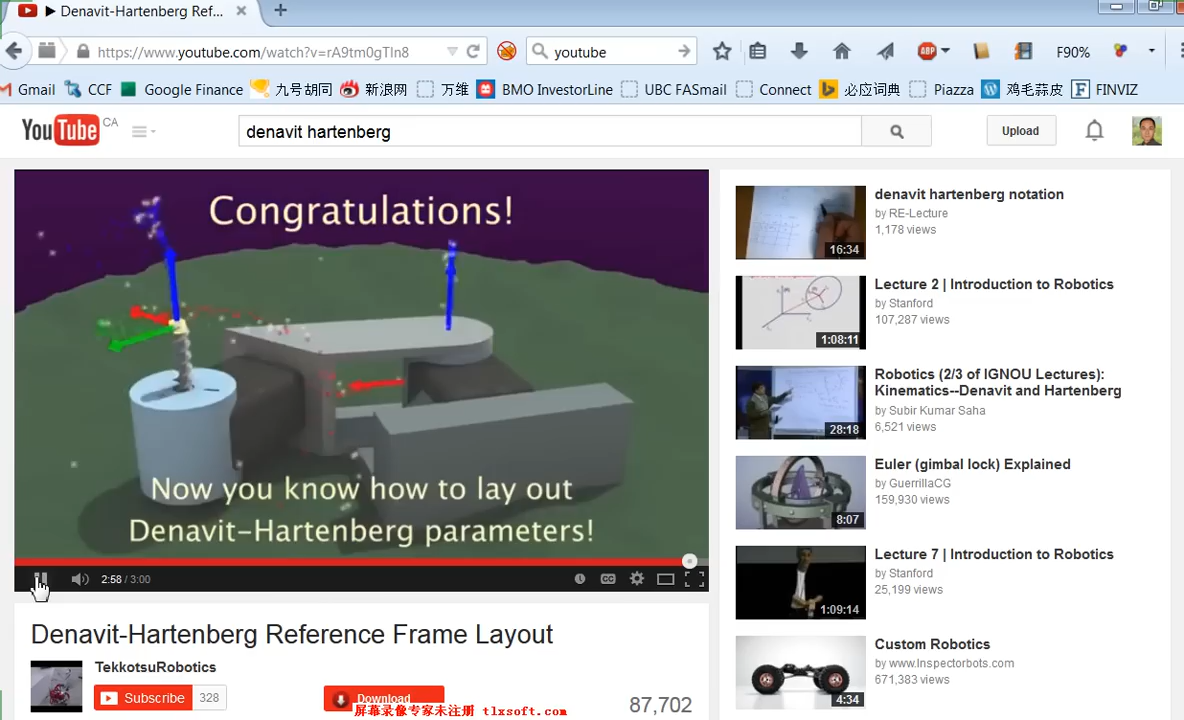 ▶ Denavit-Hartenberg Ref...
https://www.youtube.com/watch?v=rA9tm0gTIn8
youtube
ABP
F90%
Gmail
CCF
Google Finance
九号胡同
新浪网
万维
BMO InvestorLine
UBC FASmail
Connect
必应词典
Piazza
鸡毛蒜皮
FINVIZ
YouTube CA
denavit hartenberg
Upload
Congratulations!
Now you know how to lay out
Denavit-Hartenberg parameters!
2:58 / 3:00
CC
Denavit-Hartenberg Reference Frame Layout
TekkotsuRobotics
Subscribe 328
Download
87,702
屏幕录像专家未注册 tlxsoft.com
denavit hartenberg notation
by RE-Lecture
1,178 views
16:34
Lecture 2 | Introduction to Robotics
by Stanford
107,287 views
1:08:11
Robotics (2/3 of IGNOU Lectures):
Kinematics--Denavit and Hartenberg
by Subir Kumar Saha
6,521 views
28:18
Euler (gimbal lock) Explained
by GuerrillaCG
159,930 views
8:07
Lecture 7 | Introduction to Robotics
by Stanford
25,199 views
1:09:14
Custom Robotics
by www.Inspectorbots.com
671,383 views
4:34